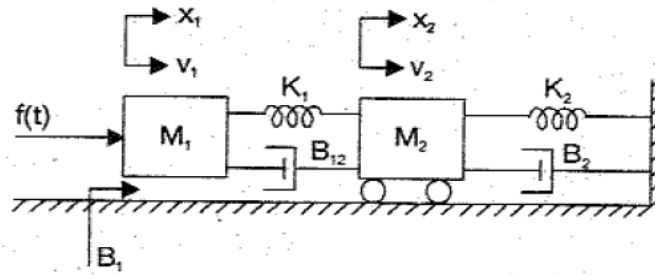 x₁ x₂
v₁ v₂
K₁ K₂
f(t) M₁ M₂
B₁₂ B₂
B₁